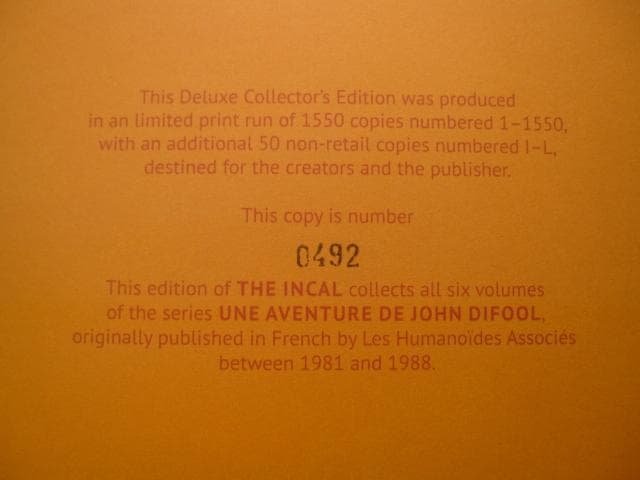 This Deluxe Collector's Edition was produced
in an limited print run of 1550 copies numbered 1–1550,
with an additional 50 non-retail copies numbered I–L,
destined for the creators and the publisher.
This copy is number
0492
This edition of THE INCAL collects all six volumes
of the series UNE AVENTURE DE JOHN DIFOOL,
originally published in French by Les Humanoïdes Associés
between 1981 and 1988.